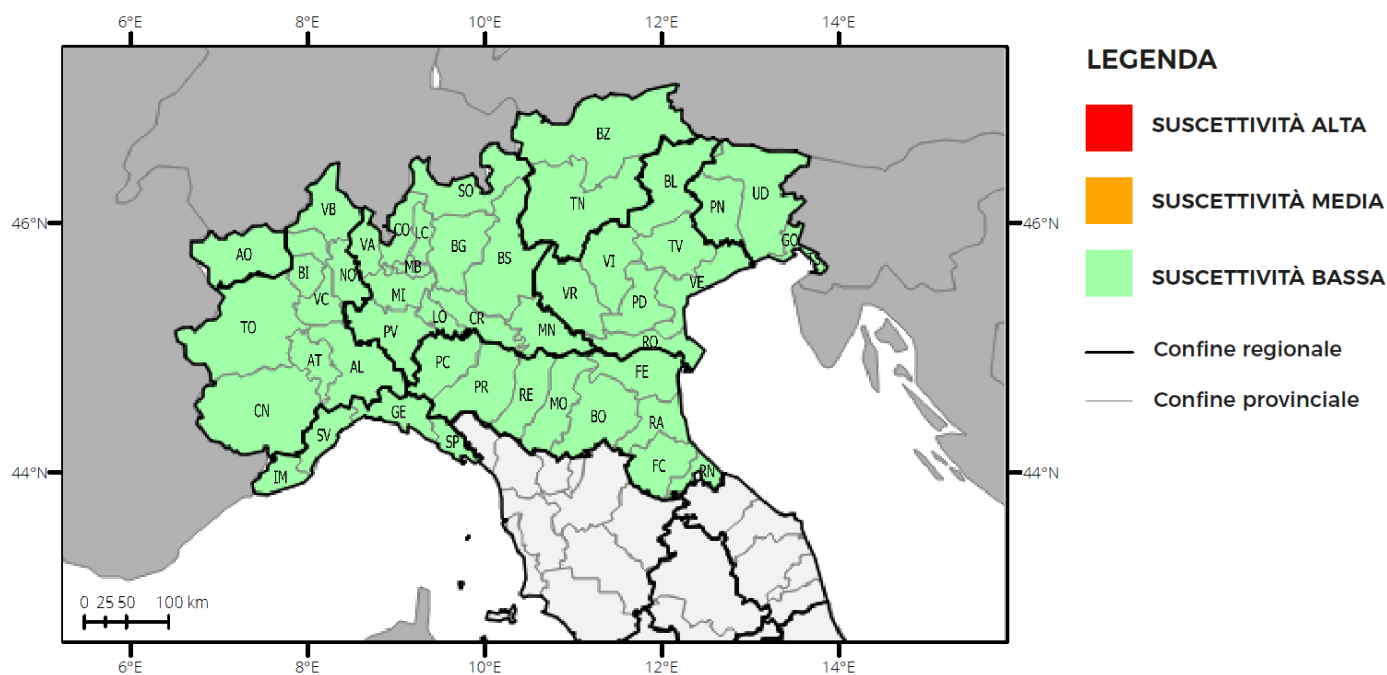 6°E 8°E 10°E 12°E 14°E
LEGENDA
SUSCETTIVITÀ ALTA
SUSCETTIVITÀ MEDIA
SUSCETTIVITÀ BASSA
Confine regionale
Confine provinciale
46°N 46°N
44°N 44°N
BZ
SO
TN
BL
PN
UD
GO
VB
VA
CO
LC
BG
BS
AO
BI
NO
MB
VC
MI
VI
TV
VE
VR
PD
TO
PV
LO
CR
MN
RO
AT
AL
PC
PR
RE
MO
BO
FE
RA
CN
SV
GE
SP
FC
RN
IM
0 25 50 100 km
6°E 8°E 10°E 12°E 14°E